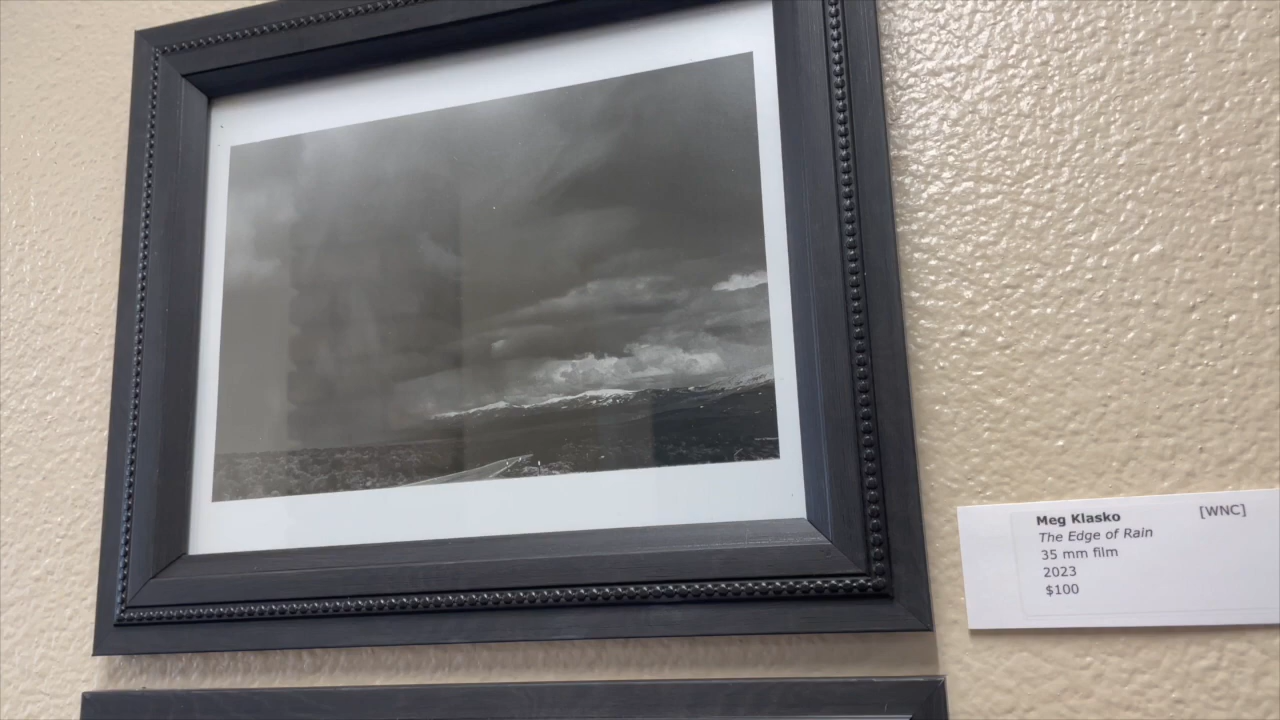 Meg Klasko [WNC]
The Edge of Rain
35 mm film
2023
$100